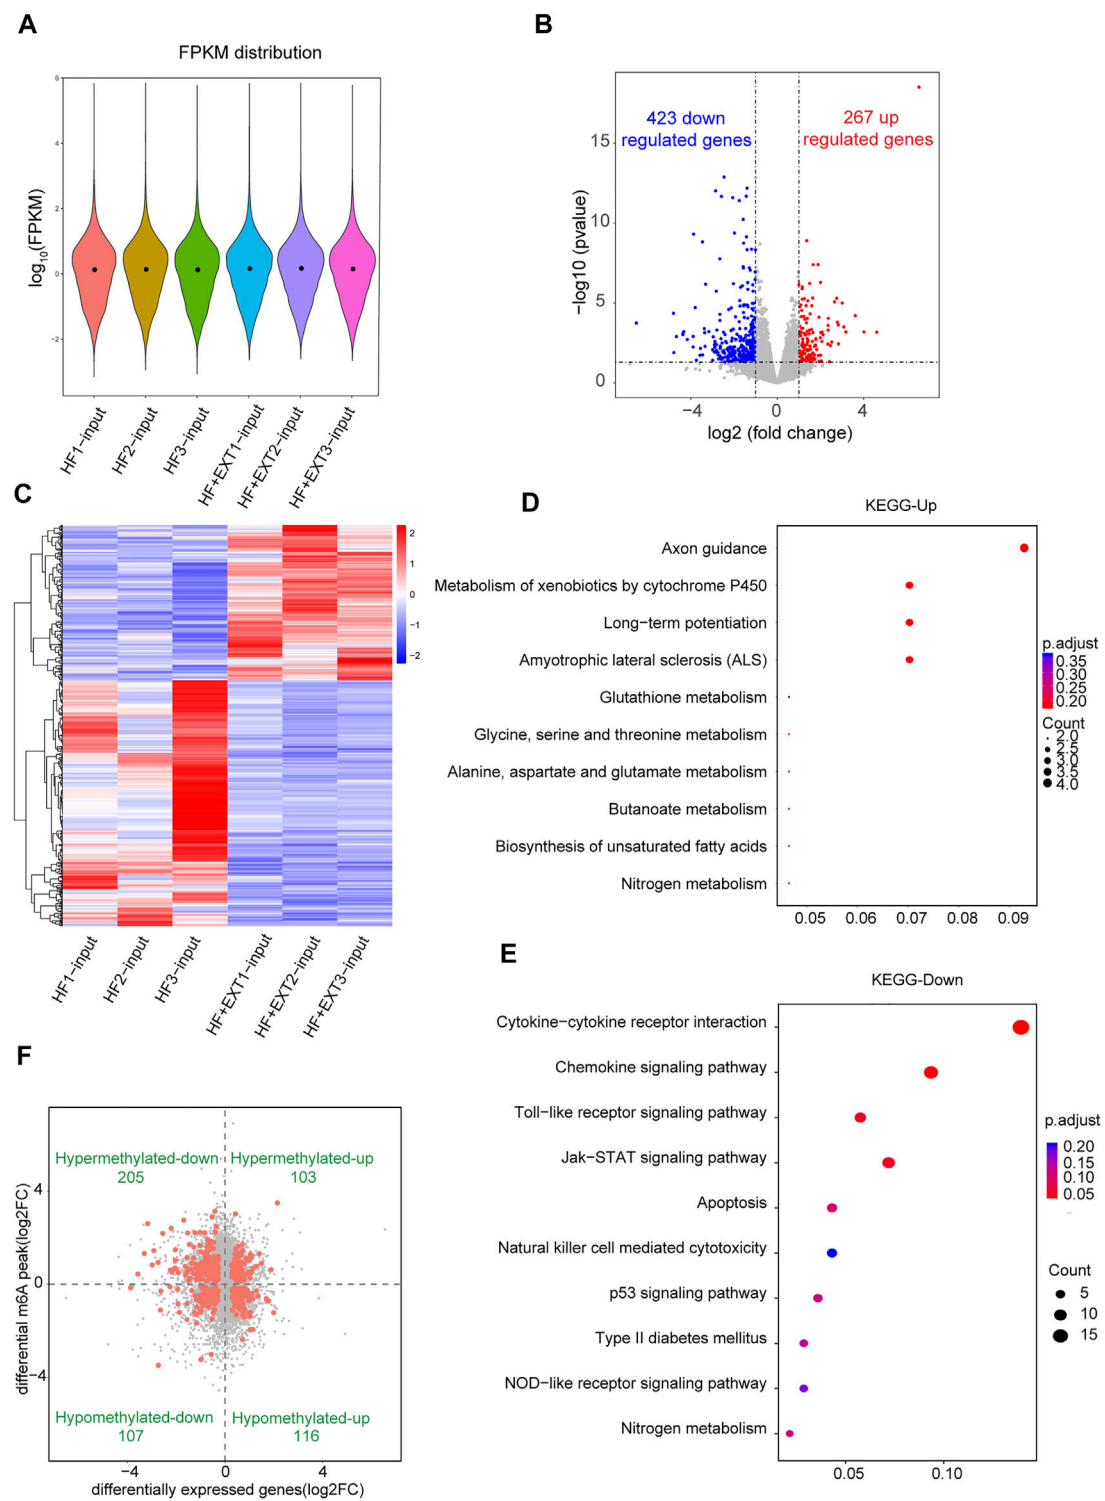 A
FPKM distribution
log10(FPKM)
6
4
2
0
−2
HF1−input
HF2−input
HF3−input
HF+EXT1−input
HF+EXT2−input
HF+EXT3−input
B
423 down
regulated genes
267 up
regulated genes
−log10 (pvalue)
15
10
5
0
−4
0
4
log2 (fold change)
C
2
1
0
−1
−2
HF1−input
HF2−input
HF3−input
HF+EXT1−input
HF+EXT2−input
HF+EXT3−input
D
KEGG-Up
Axon guidance
Metabolism of xenobiotics by cytochrome P450
Long−term potentiation
Amyotrophic lateral sclerosis (ALS)
Glutathione metabolism
Glycine, serine and threonine metabolism
Alanine, aspartate and glutamate metabolism
Butanoate metabolism
Biosynthesis of unsaturated fatty acids
Nitrogen metabolism
0.05
0.06
0.07
0.08
0.09
p.adjust
0.35
0.30
0.25
0.20
Count
2.0
2.5
3.0
3.5
4.0
E
KEGG-Down
Cytokine−cytokine receptor interaction
Chemokine signaling pathway
Toll−like receptor signaling pathway
Jak−STAT signaling pathway
Apoptosis
Natural killer cell mediated cytotoxicity
p53 signaling pathway
Type II diabetes mellitus
NOD−like receptor signaling pathway
Nitrogen metabolism
0.05
0.10
p.adjust
0.20
0.15
0.10
0.05
Count
5
10
15
F
Hypermethylated-down
205
Hypermethylated-up
103
Hypomethylated-down
107
Hypomethylated-up
116
differential m6A peak(log2FC)
4
0
−4
−4
0
4
differentially expressed genes(log2FC)